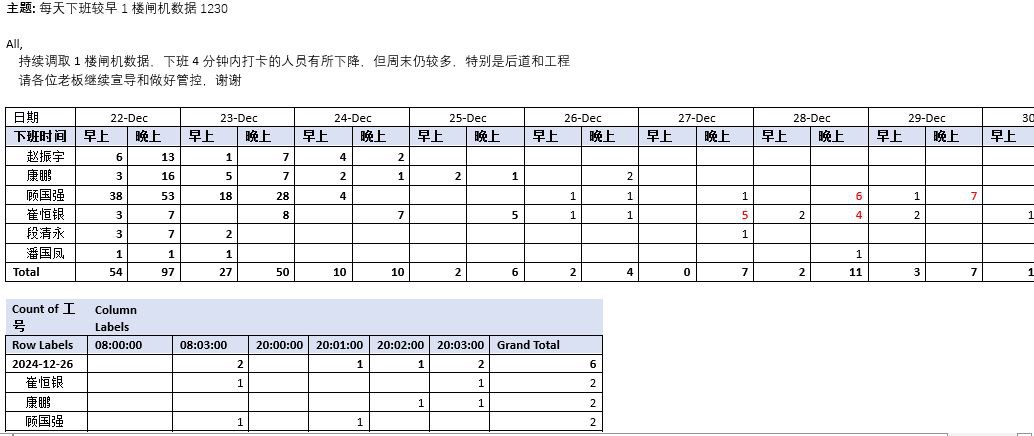 主题: 每天下班较早 1 楼闸机数据 1230
All,
持续调取 1 楼闸机数据，下班 4 分钟内打卡的人员有所下降，但周末仍较多，特别是后道和工程
请各位老板继续宣导和做好管控，谢谢
日期 22-Dec 23-Dec 24-Dec 25-Dec 26-Dec 27-Dec 28-Dec 29-Dec 30
下班时间 早上 晚上 早上 晚上 早上 晚上 早上 晚上 早上 晚上 早上 晚上 早上 晚上 早上 晚上 早上
赵振宇 6 13 1 7 4 2
康鹏 3 16 5 7 2 1 2 1 2
顾国强 38 53 18 28 4 1 1 1 6 1 7
崔恒银 3 7 8 7 5 1 1 5 2 4 2 1
段清永 3 7 2 1
潘国凤 1 1 1 1
Total 54 97 27 50 10 10 2 6 2 4 0 7 2 11 3 7 1
Count of 工号 Column Labels
Row Labels 08:00:00 08:03:00 20:00:00 20:01:00 20:02:00 20:03:00 Grand Total
2024-12-26 2 1 1 2 6
崔恒银 1 1 2
康鹏 1 1 2
顾国强 1 1 2